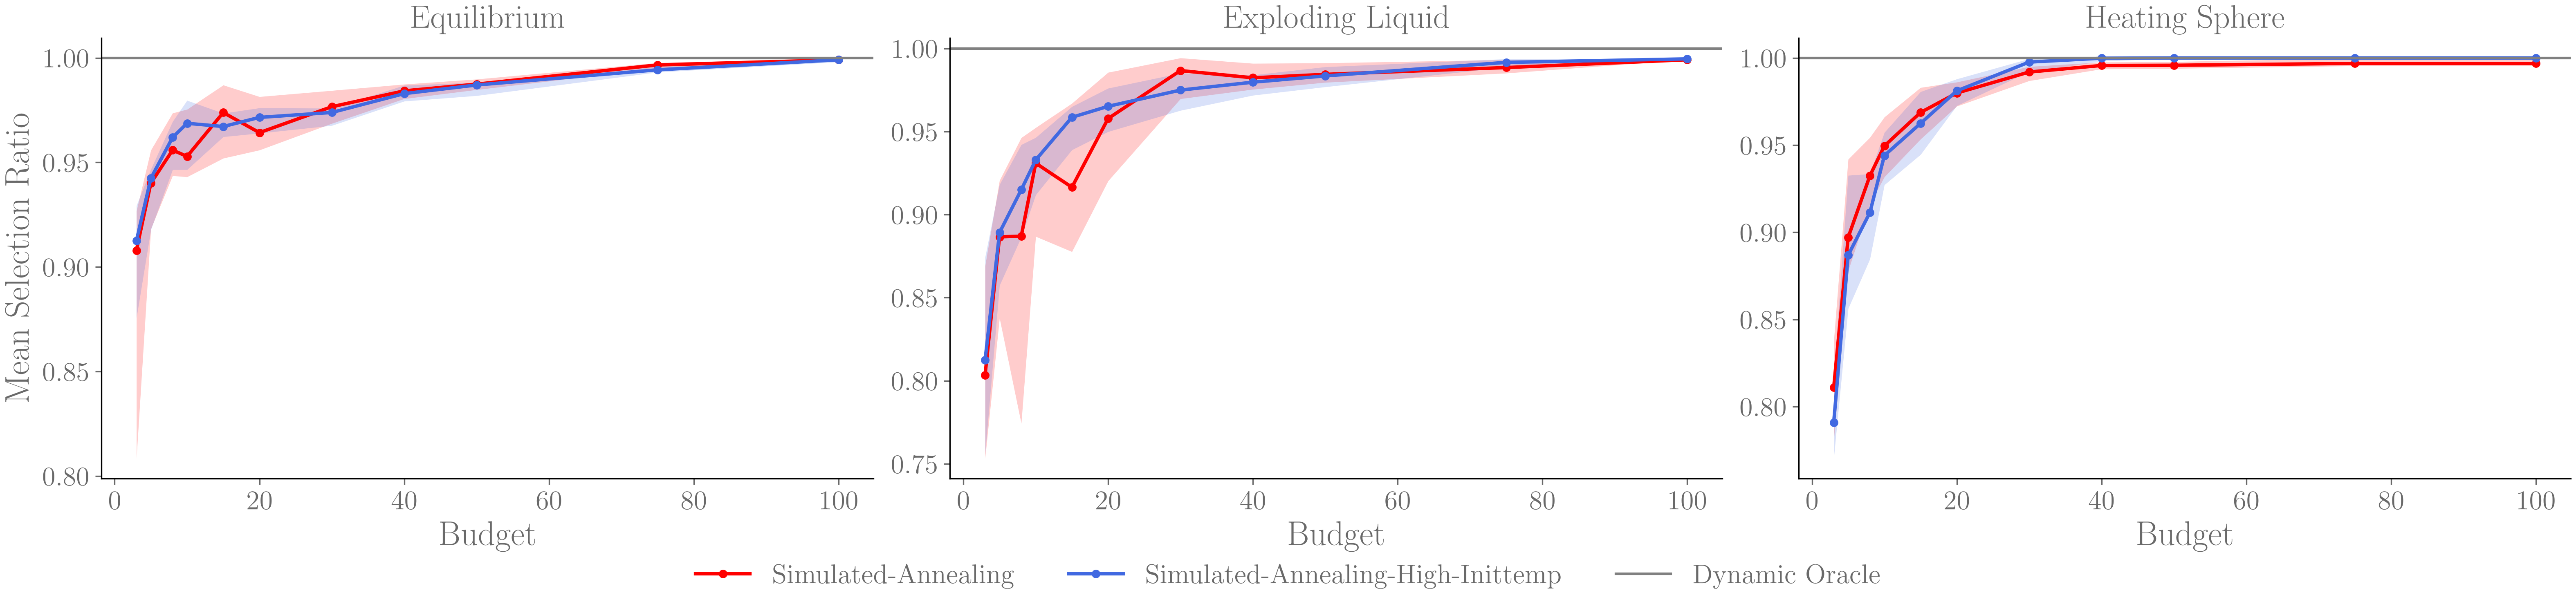 Equilibrium
Exploding Liquid
Heating Sphere
Mean Selection Ratio
1.00
0.95
0.90
0.85
0.80
0 20 40 60 80 100
Budget
1.00
0.95
0.90
0.85
0.80
0.75
0 20 40 60 80 100
Budget
1.00
0.95
0.90
0.85
0.80
0 20 40 60 80 100
Budget
Simulated-Annealing Simulated-Annealing-High-Inittemp Dynamic Oracle